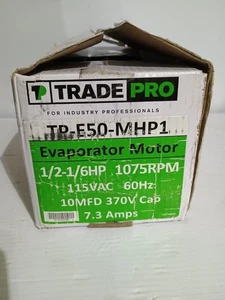 TRADE PRO
FOR INDUSTRY PROFESSIONALS
TP-E50-MHP1
Evaporator Motor
1/2-1/6HP 1075RPM
115VAC 60Hz
10MFD 370V Cap
7.3 Amps